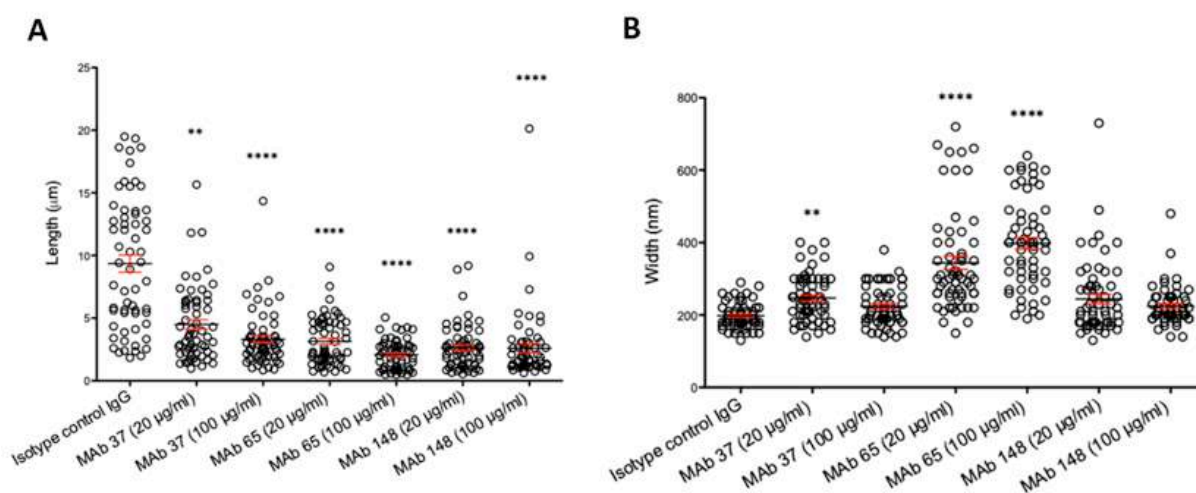 A
Length (µm)
25
20
15
10
5
0
**
****
****
****
****
****
Isotype control IgG
MAb 37 (20 µg/ml)
MAb 37 (100 µg/ml)
MAb 65 (20 µg/ml)
MAb 65 (100 µg/ml)
MAb 148 (20 µg/ml)
MAb 148 (100 µg/ml)
B
Width (nm)
800
600
400
200
0
**
****
****
Isotype control IgG
MAb 37 (20 µg/ml)
MAb 37 (100 µg/ml)
MAb 65 (20 µg/ml)
MAb 65 (100 µg/ml)
MAb 148 (20 µg/ml)
MAb 148 (100 µg/ml)